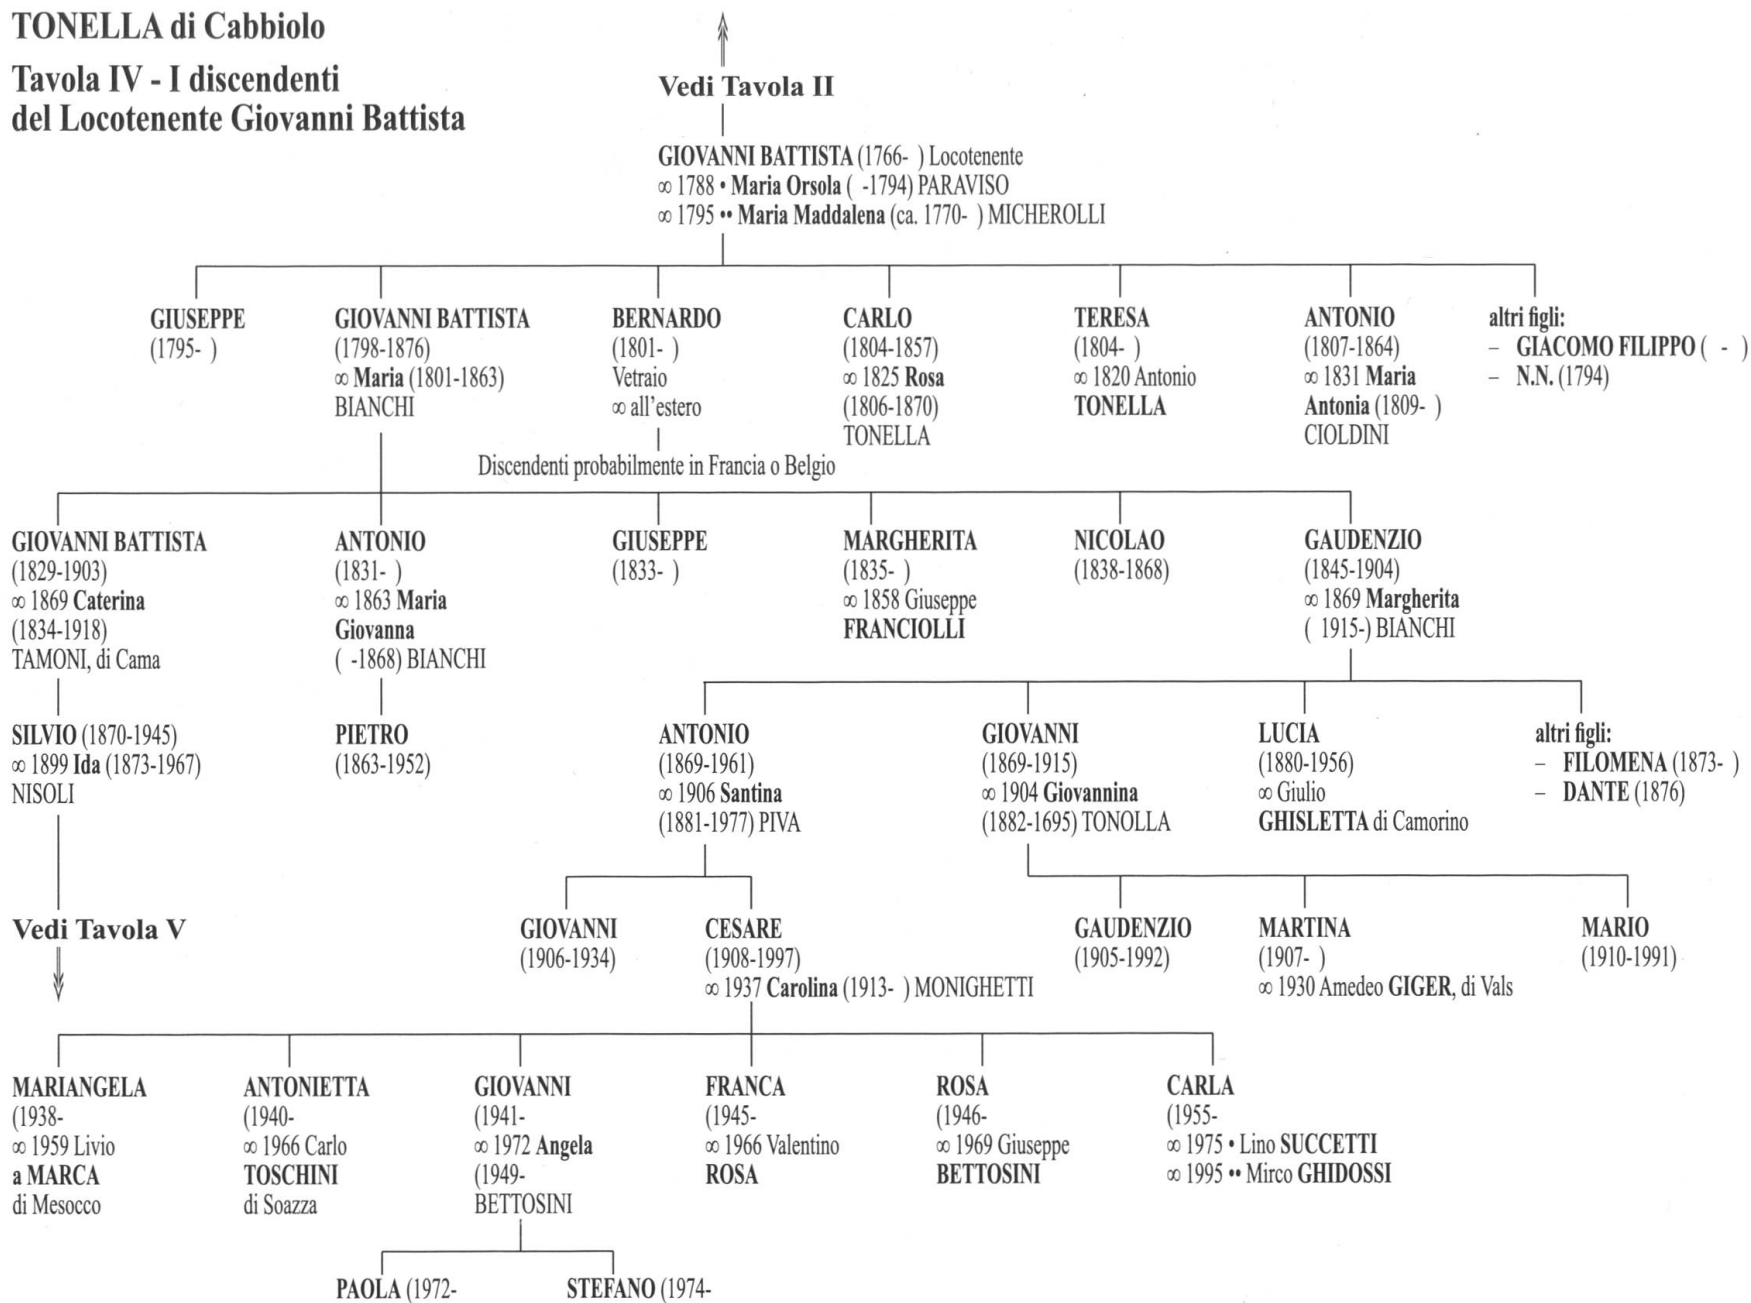 TONELLA di Cabbiolo
Tavola IV - I discendenti
del Locotenente Giovanni Battista
Vedi Tavola II
GIOVANNI BATTISTA (1766- ) Locotenente
∞ 1788 • Maria Orsola ( -1794) PARAVISO
∞ 1795 •• Maria Maddalena (ca. 1770- ) MICHEROLLI
GIUSEPPE
(1795- )
GIOVANNI BATTISTA
(1798-1876)
∞ Maria (1801-1863)
BIANCHI
BERNARDO
(1801- )
Vetraio
∞ all'estero
Discendenti probabilmente in Francia o Belgio
CARLO
(1804-1857)
∞ 1825 Rosa
(1806-1870)
TONELLA
TERESA
(1804- )
∞ 1820 Antonio
TONELLA
ANTONIO
(1807-1864)
∞ 1831 Maria
Antonia (1809- )
CIOLDINI
altri figli:
– GIACOMO FILIPPO ( - )
– N.N. (1794)
GIOVANNI BATTISTA
(1829-1903)
∞ 1869 Caterina
(1834-1918)
TAMONI, di Cama
ANTONIO
(1831- )
∞ 1863 Maria
Giovanna
( -1868) BIANCHI
GIUSEPPE
(1833- )
MARGHERITA
(1835- )
∞ 1858 Giuseppe
FRANCIOLLI
NICOLAO
(1838-1868)
GAUDENZIO
(1845-1904)
∞ 1869 Margherita
( 1915-) BIANCHI
SILVIO (1870-1945)
∞ 1899 Ida (1873-1967)
NISOLI
PIETRO
(1863-1952)
ANTONIO
(1869-1961)
∞ 1906 Santina
(1881-1977) PIVA
GIOVANNI
(1869-1915)
∞ 1904 Giovannina
(1882-1695) TONOLLA
LUCIA
(1880-1956)
∞ Giulio
GHISLETTA di Camorino
altri figli:
– FILOMENA (1873- )
– DANTE (1876)
Vedi Tavola V
GIOVANNI
(1906-1934)
CESARE
(1908-1997)
∞ 1937 Carolina (1913- ) MONIGHETTI
GAUDENZIO
(1905-1992)
MARTINA
(1907- )
∞ 1930 Amedeo GIGER, di Vals
MARIO
(1910-1991)
MARIANGELA
(1938-
∞ 1959 Livio
a MARCA
di Mesocco
ANTONIETTA
(1940-
∞ 1966 Carlo
TOSCHINI
di Soazza
GIOVANNI
(1941-
∞ 1972 Angela
(1949-
BETTOSINI
FRANCA
(1945-
∞ 1966 Valentino
ROSA
ROSA
(1946-
∞ 1969 Giuseppe
BETTOSINI
CARLA
(1955-
∞ 1975 • Lino SUCCETTI
∞ 1995 •• Mirco GHIDOSSI
PAOLA (1972-
STEFANO (1974-